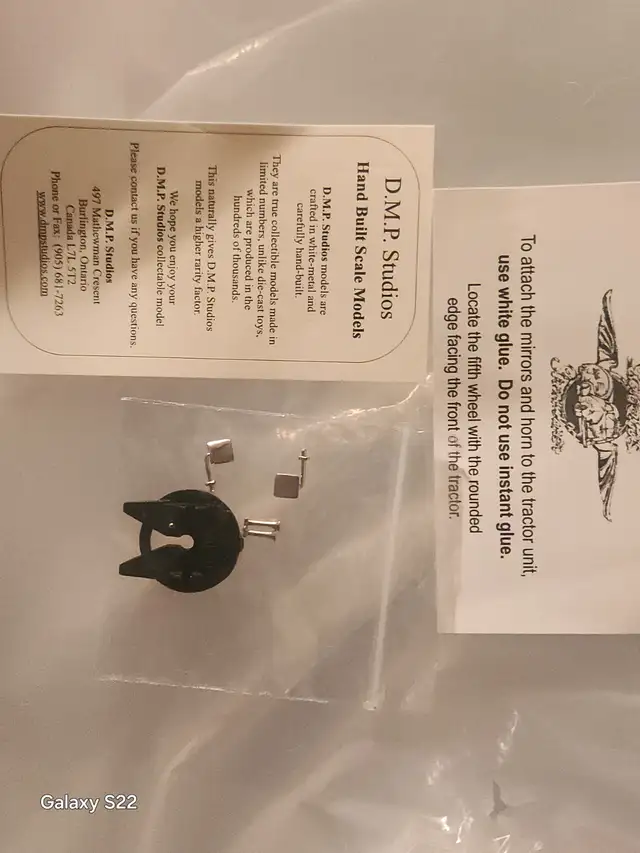 D.M.P. Studios
Hand Built Scale Models
D.M.P. Studios models are
crafted in white-metal and
carefully hand-built.
They are true collectible models made in
limited numbers, unlike die-cast toys,
which are produced in the
hundreds of thousands.
This naturally gives D.M.P. Studios
models a higher rarity factor.
We hope you enjoy your
D.M.P. Studios collectable model
Please contact us if you have any questions.
D.M.P. Studios
497 Mathewman Cresent
Burlington, Ontario
Canada L7L 5T2
Phone or Fax: (905) 681-7263
www.dmpstudios.com
To attach the mirrors and horn to the tractor unit,
use white glue. Do not use instant glue.
Locate the fifth wheel with the rounded
edge facing the front of the tractor.
Galaxy S22